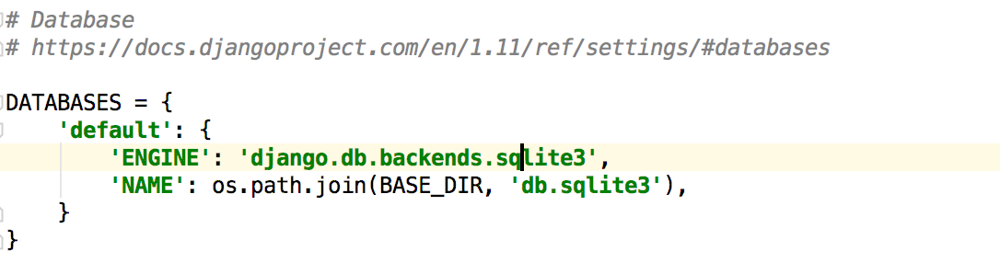 # Database
# https://docs.djangoproject.com/en/1.11/ref/settings/#databases
DATABASES = {
    'default': {
        'ENGINE': 'django.db.backends.sqlite3',
        'NAME': os.path.join(BASE_DIR, 'db.sqlite3'),
    }
}